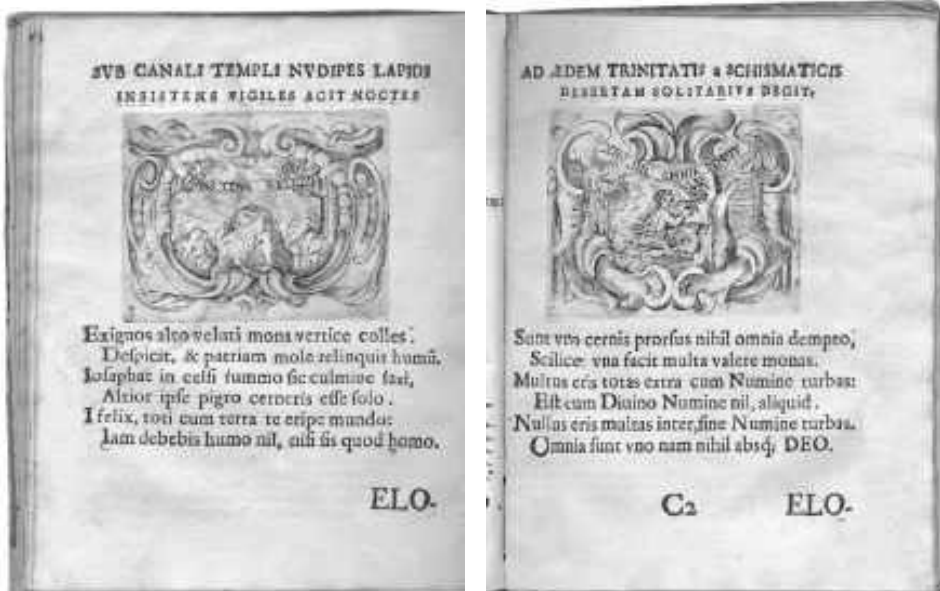 SVB CANALI TEMPLI NVDIPES LAPIDI
INSISTENS VIGILES AGIT NOCTES
Exiguos alto veluti mons vertice colles.
Despicit, & patriam mole relinquit humū.
Iosaphat in celsi summo sic culmine saxi,
Altior ipse pigro cerneris esse solo.
I felix, toti cum terra te eripe mundo:
Iam debebis humo nil, nisi sis quod homo.
ELO-
AD ÆDEM TRINITATIS a SCHISMATICIS
DESERTAM SOLITARIVS DEGIT.
Sunt vno cernis prorsus nihil omnia dempto,
Scilicet vna facit multa valere monas.
Multus eris totas extra cum Numine turbas:
Est cum Diuino Numine nil, aliquid.
Nullus eris multas inter, sine Numine turbas.
Omnia sunt vno nam nihil absq; DEO.
C2 ELO-